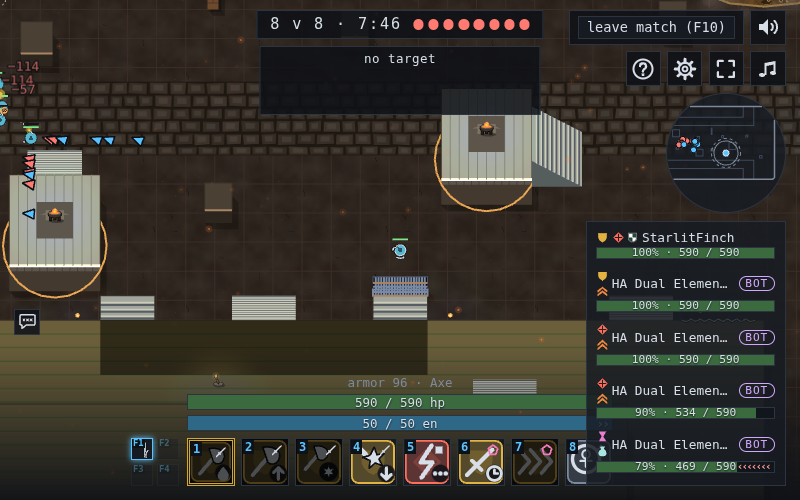 8 v 8 · 7:46
leave match (F10)
no target
-114
-114
-57
StarlitFinch
100% · 590 / 590
HA Dual Elemen… BOT
100% · 590 / 590
HA Dual Elemen… BOT
100% · 590 / 590
HA Dual Elemen… BOT
90% · 534 / 590
HA Dual Elemen… BOT
79% · 469 / 590
armor 96 · Axe
590 / 590 hp
50 / 50 en
F1 F2
F3 F4
1 2 3 4 5 6 7 8